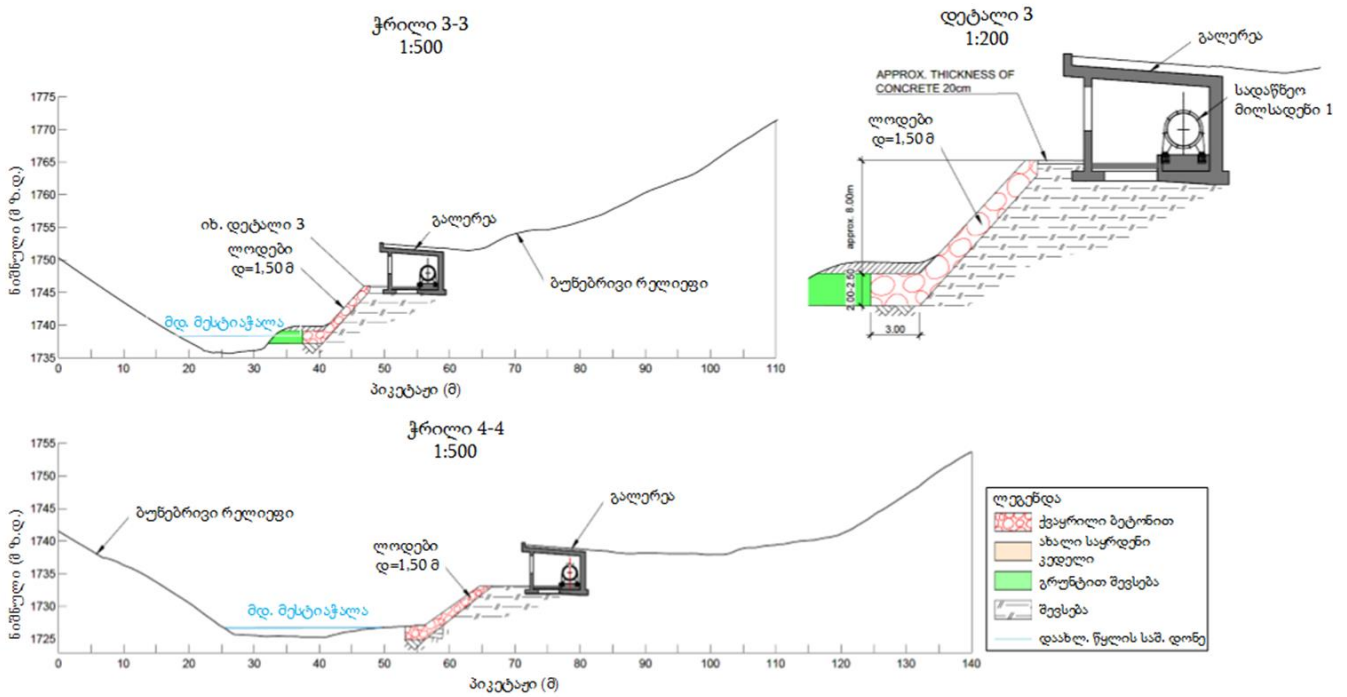 ჭრილი 3-3
1:500
ნიშნული (მ ზ.დ.)
1775
1770
1765
1760
1755
1750
1745
1740
1735
იხ. დეტალი 3
ლოდები
დ=1,50 მ
გალერეა
ბუნებრივი რელიეფი
მდ. მესტიაჭალა
0
10
20
30
40
50
60
70
80
90
100
110
პიკეტაჟი (მ)
დეტალი 3
1:200
გალერეა
APPROX. THICKNESS OF
CONCRETE 20cm
სადაწნეო
მილსადენი 1
ლოდები
დ=1,50 მ
approx. 8.00m
2.00-2.50
3.00
ჭრილი 4-4
1:500
ნიშნული (მ ზ.დ.)
1755
1750
1745
1740
1735
1730
1725
ბუნებრივი რელიეფი
გალერეა
ლოდები
დ=1,50 მ
მდ. მესტიაჭალა
0
10
20
30
40
50
60
70
80
90
100
110
120
130
140
პიკეტაჟი (მ)
ლეგენდა
ქვაყრილი ბეტონით
ახალი საყრდენი
კედელი
გრუნტით შევსება
შევსება
დაახლ. წყლის საშ. დონე